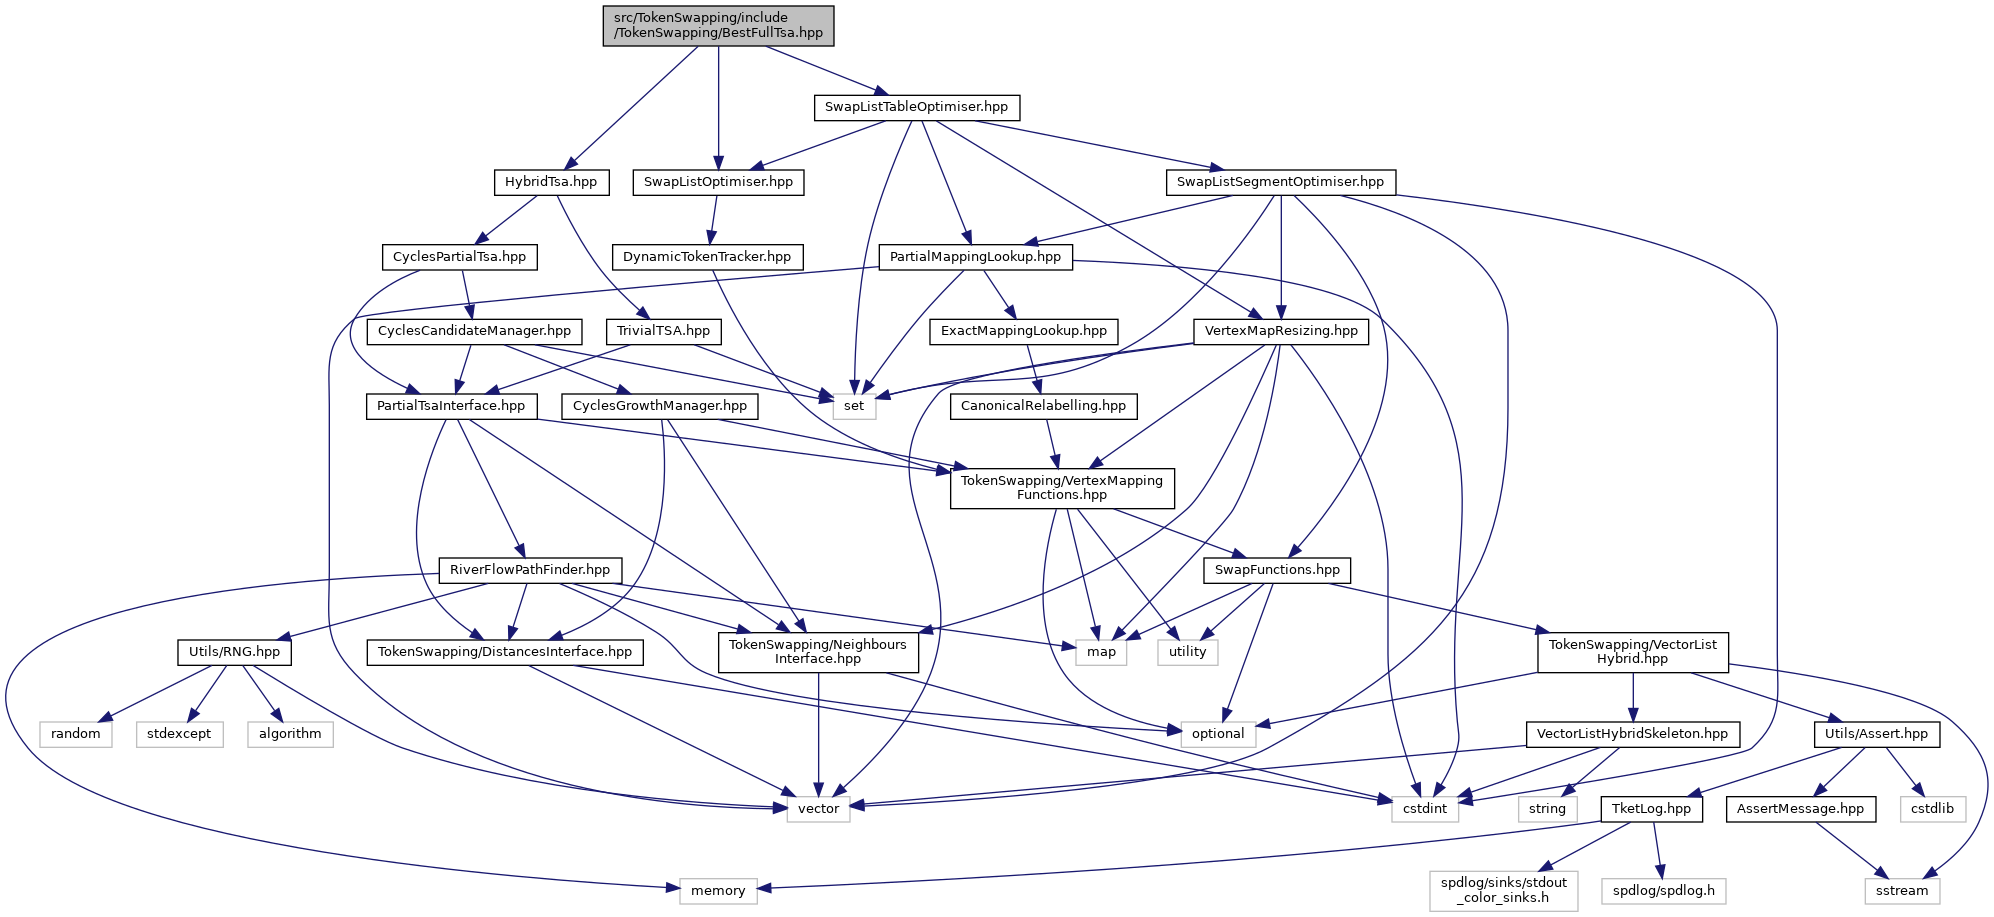 src/TokenSwapping/include
/TokenSwapping/BestFullTsa.hpp
SwapListTableOptimiser.hpp
HybridTsa.hpp
SwapListOptimiser.hpp
SwapListSegmentOptimiser.hpp
CyclesPartialTsa.hpp
DynamicTokenTracker.hpp
PartialMappingLookup.hpp
CyclesCandidateManager.hpp
TrivialTSA.hpp
ExactMappingLookup.hpp
VertexMapResizing.hpp
PartialTsaInterface.hpp
CyclesGrowthManager.hpp
set
CanonicalRelabelling.hpp
TokenSwapping/VertexMapping
Functions.hpp
RiverFlowPathFinder.hpp
SwapFunctions.hpp
Utils/RNG.hpp
TokenSwapping/DistancesInterface.hpp
TokenSwapping/Neighbours
Interface.hpp
map
utility
TokenSwapping/VectorList
Hybrid.hpp
random
stdexcept
algorithm
optional
VectorListHybridSkeleton.hpp
Utils/Assert.hpp
vector
cstdint
string
TketLog.hpp
AssertMessage.hpp
cstdlib
memory
spdlog/sinks/stdout
_color_sinks.h
spdlog/spdlog.h
sstream